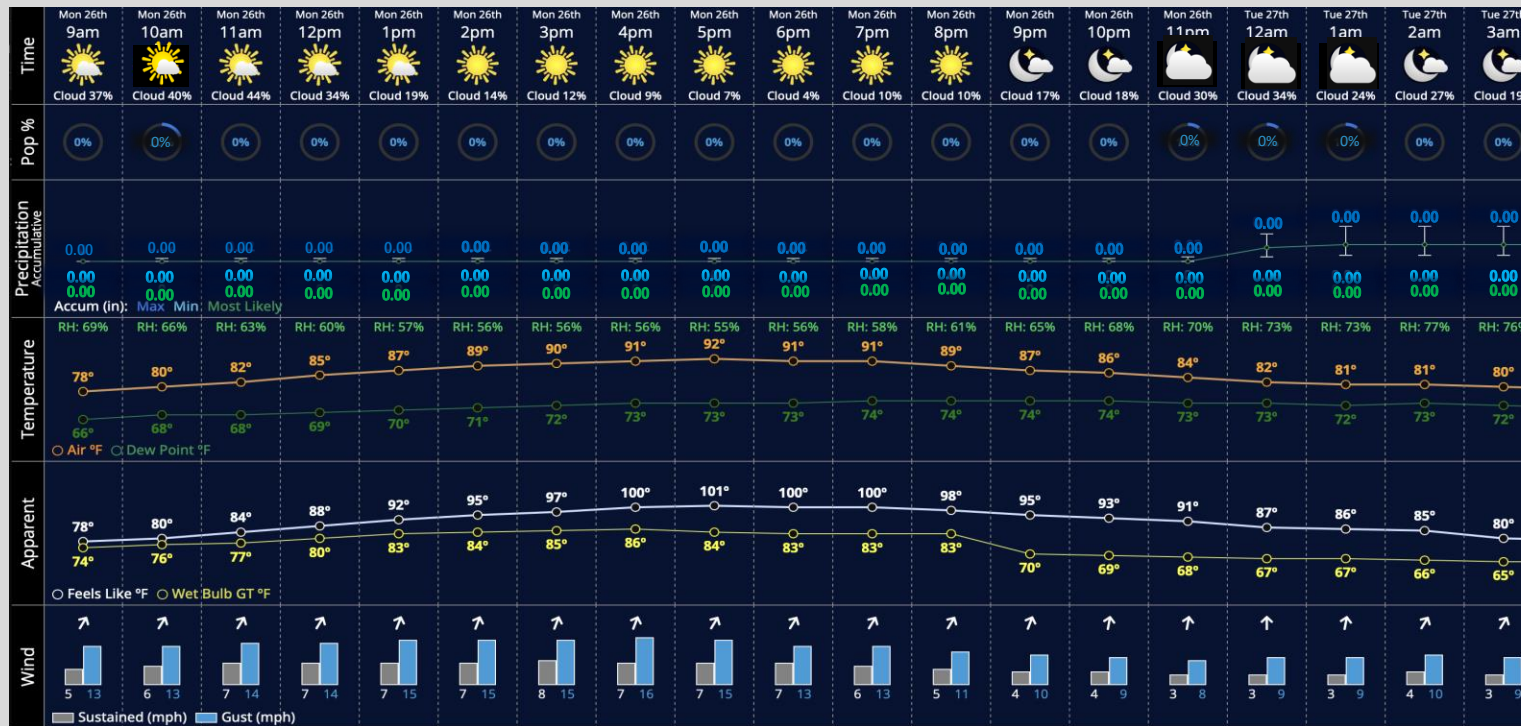 Time
Mon 26th Mon 26th Mon 26th Mon 26th Mon 26th Mon 26th Mon 26th Mon 26th Mon 26th Mon 26th Mon 26th Mon 26th Mon 26th Mon 26th Mon 26th Tue 27th Tue 27th Tue 27th Tue 27th
9am 10am 11am 12pm 1pm 2pm 3pm 4pm 5pm 6pm 7pm 8pm 9pm 10pm 11pm 12am 1am 2am 3am
Cloud 37% Cloud 40% Cloud 44% Cloud 34% Cloud 19% Cloud 14% Cloud 12% Cloud 9% Cloud 7% Cloud 4% Cloud 10% Cloud 10% Cloud 17% Cloud 18% Cloud 30% Cloud 34% Cloud 24% Cloud 27% Cloud 19
Pop %
0% 0% 0% 0% 0% 0% 0% 0% 0% 0% 0% 0% 0% 0% 0% 0% 0% 0% 0%
Precipitation
Accumulative
0.00 0.00 0.00 0.00 0.00 0.00 0.00 0.00 0.00 0.00 0.00 0.00 0.00 0.00 0.00 0.00 0.00 0.00 0.00
0.00 0.00 0.00 0.00 0.00 0.00 0.00 0.00 0.00 0.00 0.00 0.00 0.00 0.00 0.00 0.00 0.00 0.00 0.00
0.00 0.00 0.00 0.00 0.00 0.00 0.00 0.00 0.00 0.00 0.00 0.00 0.00 0.00 0.00 0.00 0.00 0.00 0.00
Accum (in): Max Min Most Likely
Temperature
RH: 69% RH: 66% RH: 63% RH: 60% RH: 57% RH: 56% RH: 56% RH: 56% RH: 55% RH: 56% RH: 58% RH: 61% RH: 65% RH: 68% RH: 70% RH: 73% RH: 73% RH: 77% RH: 76%
78° 80° 82° 85° 87° 89° 90° 91° 92° 91° 91° 89° 87° 86° 84° 82° 81° 81° 80°
66° 68° 68° 69° 70° 71° 72° 73° 73° 73° 74° 74° 74° 74° 73° 73° 72° 73° 72°
Air °F Dew Point °F
Apparent
78° 80° 84° 88° 92° 95° 97° 100° 101° 100° 100° 98° 95° 93° 91° 87° 86° 85° 80°
74° 76° 77° 80° 83° 84° 85° 86° 84° 83° 83° 83° 70° 69° 68° 67° 67° 66° 65°
Feels Like °F Wet Bulb GT °F
Wind
5 13 6 13 7 14 7 14 7 15 7 15 8 15 7 16 7 15 7 13 6 13 5 11 4 10 4 9 3 8 3 9 3 9 4 10 3 9
Sustained (mph) Gust (mph)